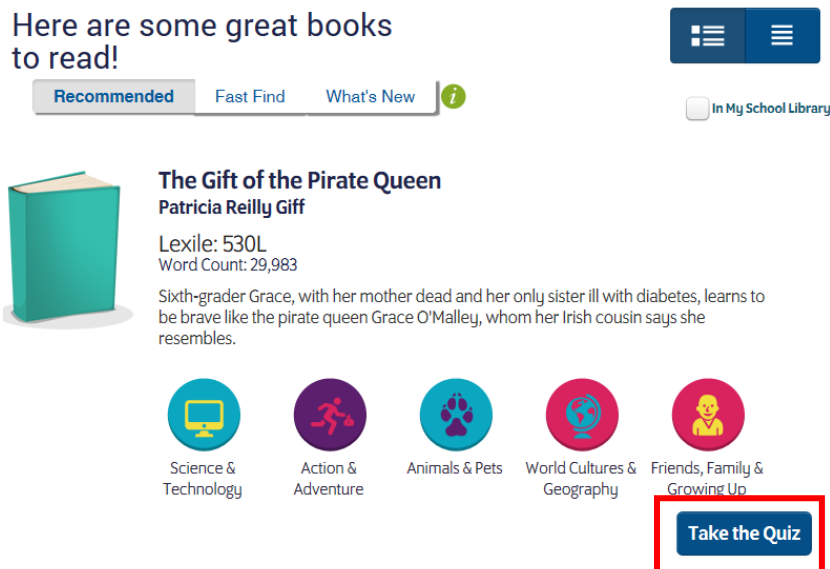 Here are some great books
to read!
Recommended Fast Find What's New i
In My School Library
The Gift of the Pirate Queen
Patricia Reilly Giff
Lexile: 530L
Word Count: 29,983
Sixth-grader Grace, with her mother dead and her only sister ill with diabetes, learns to
be brave like the pirate queen Grace O'Malley, whom her Irish cousin says she
resembles.
Science &
Technology
Action &
Adventure
Animals & Pets
World Cultures &
Geography
Friends, Family &
Growing Up
Take the Quiz